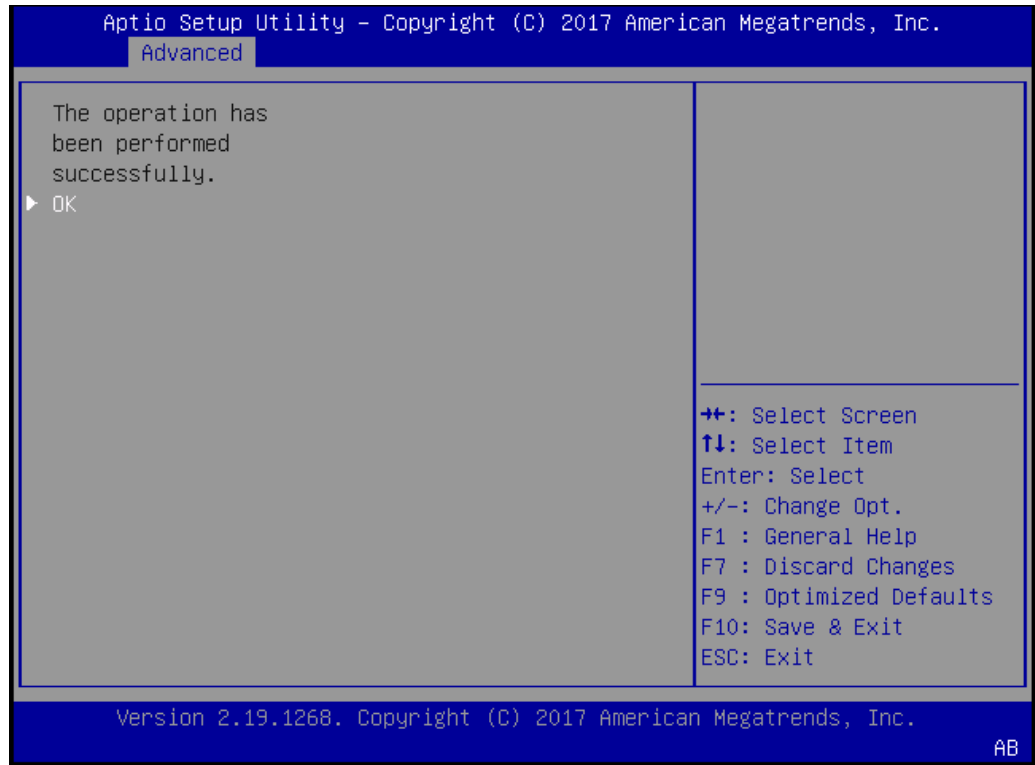 Aptio Setup Utility – Copyright (C) 2017 American Megatrends, Inc.
Advanced
The operation has
been performed
successfully.
▶ OK
→←: Select Screen
↑↓: Select Item
Enter: Select
+/-: Change Opt.
F1 : General Help
F7 : Discard Changes
F9 : Optimized Defaults
F10: Save & Exit
ESC: Exit
Version 2.19.1268. Copyright (C) 2017 American Megatrends, Inc.
AB